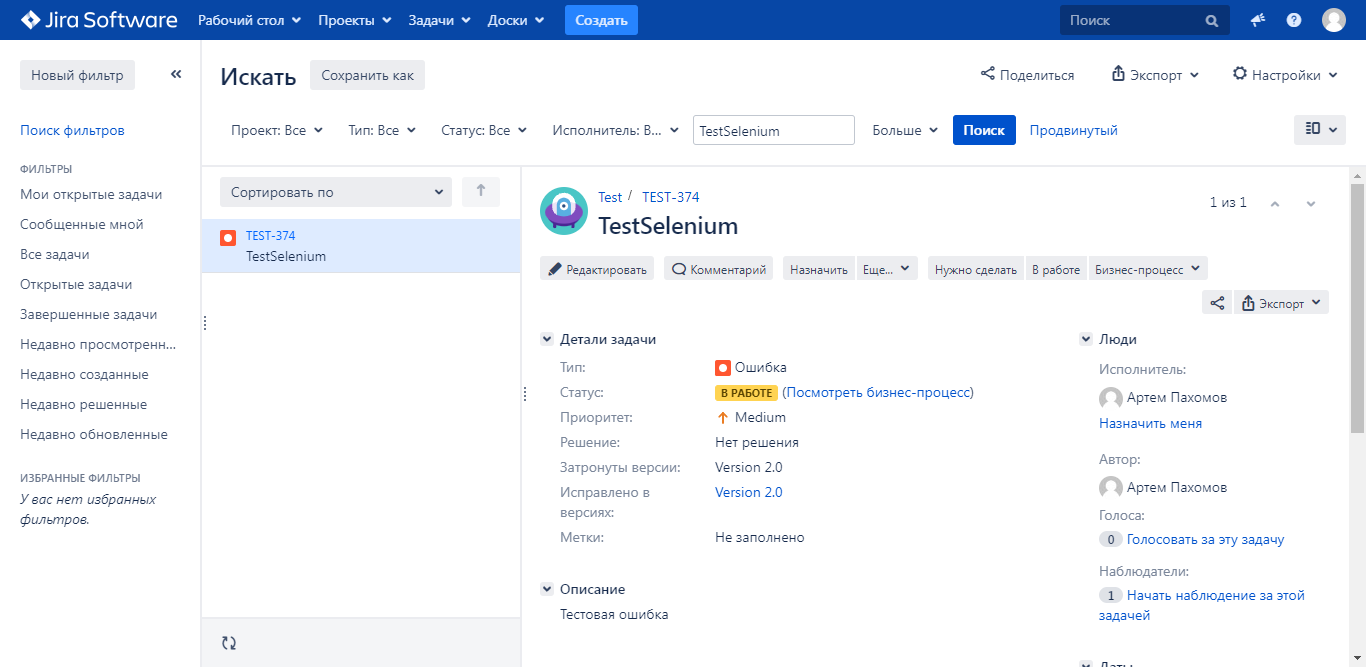 Jira Software Рабочий стол Проекты Задачи Доски Создать Поиск
Новый фильтр «
Поиск фильтров
ФИЛЬТРЫ
Мои открытые задачи
Сообщенные мной
Все задачи
Открытые задачи
Завершенные задачи
Недавно просмотренн...
Недавно созданные
Недавно решенные
Недавно обновленные
ИЗБРАННЫЕ ФИЛЬТРЫ
У вас нет избранных
фильтров.
Искать Сохранить как Поделиться Экспорт Настройки
Проект: Все Тип: Все Статус: Все Исполнитель: В... TestSelenium Больше Поиск Продвинутый
Сортировать по
TEST-374
TestSelenium
Test / TEST-374
TestSelenium
1 из 1
Редактировать Комментарий Назначить Еще... Нужно сделать В работе Бизнес-процесс
Экспорт
Детали задачи
Тип: Ошибка
Статус: В РАБОТЕ (Посмотреть бизнес-процесс)
Приоритет: Medium
Решение: Нет решения
Затронуты версии: Version 2.0
Исправлено в Version 2.0
версиях:
Метки: Не заполнено
Описание
Тестовая ошибка
Люди
Исполнитель:
Артем Пахомов
Назначить меня
Автор:
Артем Пахомов
Голоса:
0 Голосовать за эту задачу
Наблюдатели:
1 Начать наблюдение за этой
задачей
Даты